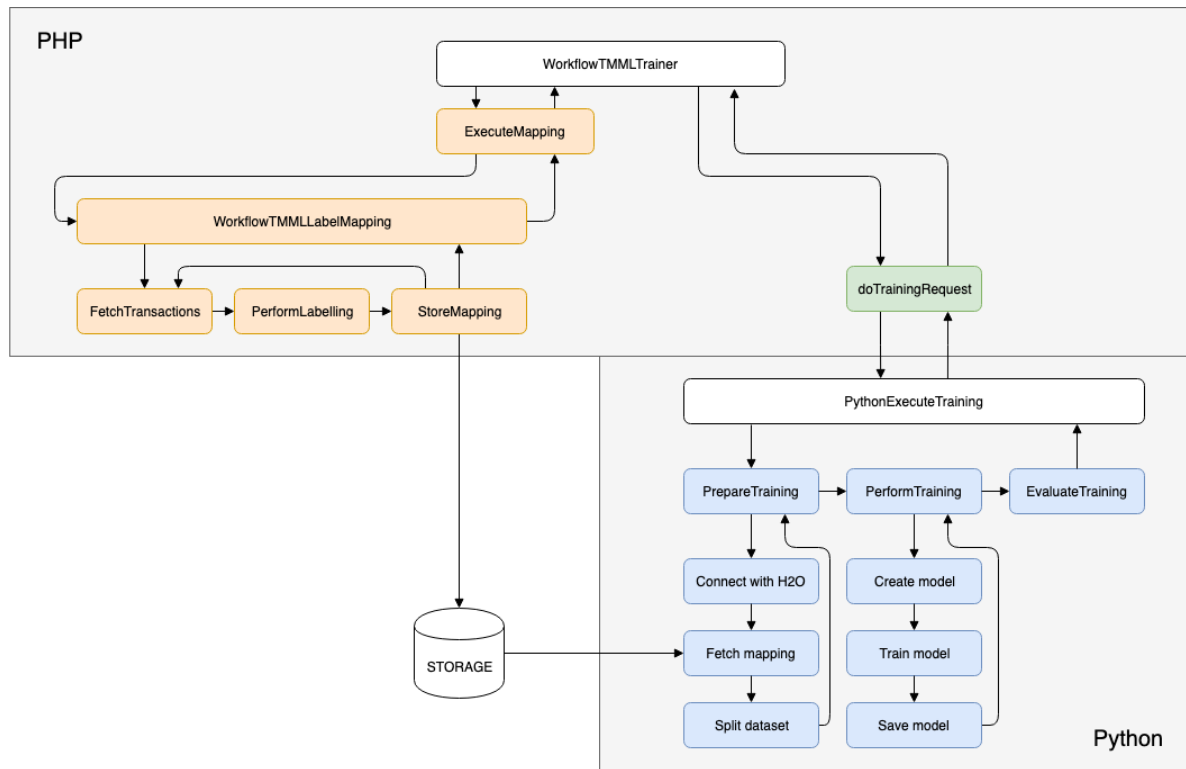 PHP
WorkflowTMMLTrainer
ExecuteMapping
WorkflowTMMLLabelMapping
FetchTransactions
PerformLabelling
StoreMapping
doTrainingRequest
PythonExecuteTraining
PrepareTraining
PerformTraining
EvaluateTraining
Connect with H2O
Create model
STORAGE
Fetch mapping
Train model
Split dataset
Save model
Python